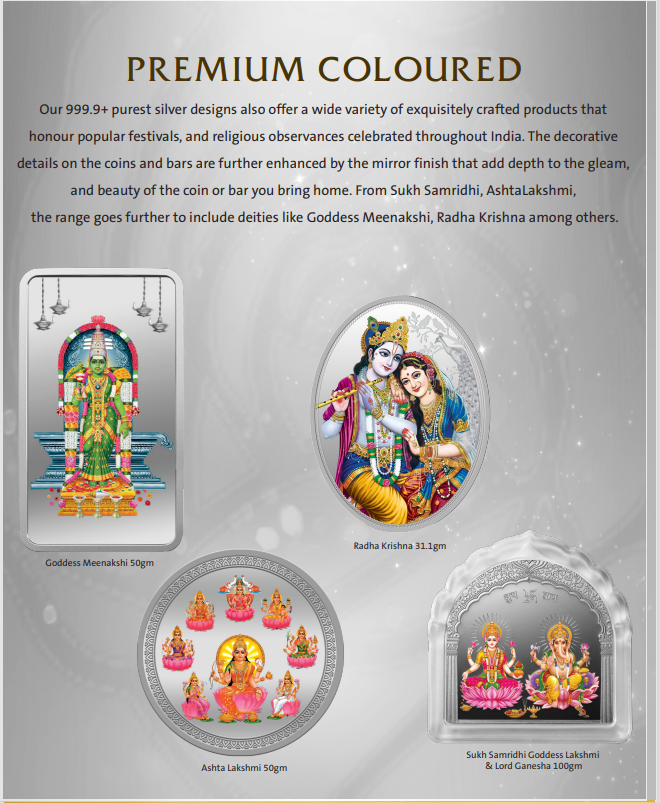 PREMIUM COLOURED
Our 999.9+ purest silver designs also offer a wide variety of exquisitely crafted products that
honour popular festivals, and religious observances celebrated throughout India. The decorative
details on the coins and bars are further enhanced by the mirror finish that add depth to the gleam,
and beauty of the coin or bar you bring home. From Sukh Samridhi, AshtaLakshmi,
the range goes further to include deities like Goddess Meenakshi, Radha Krishna among others.
Goddess Meenakshi 50gm
Radha Krishna 31.1gm
Ashta Lakshmi 50gm
Sukh Samridhi Goddess Lakshmi
& Lord Ganesha 100gm